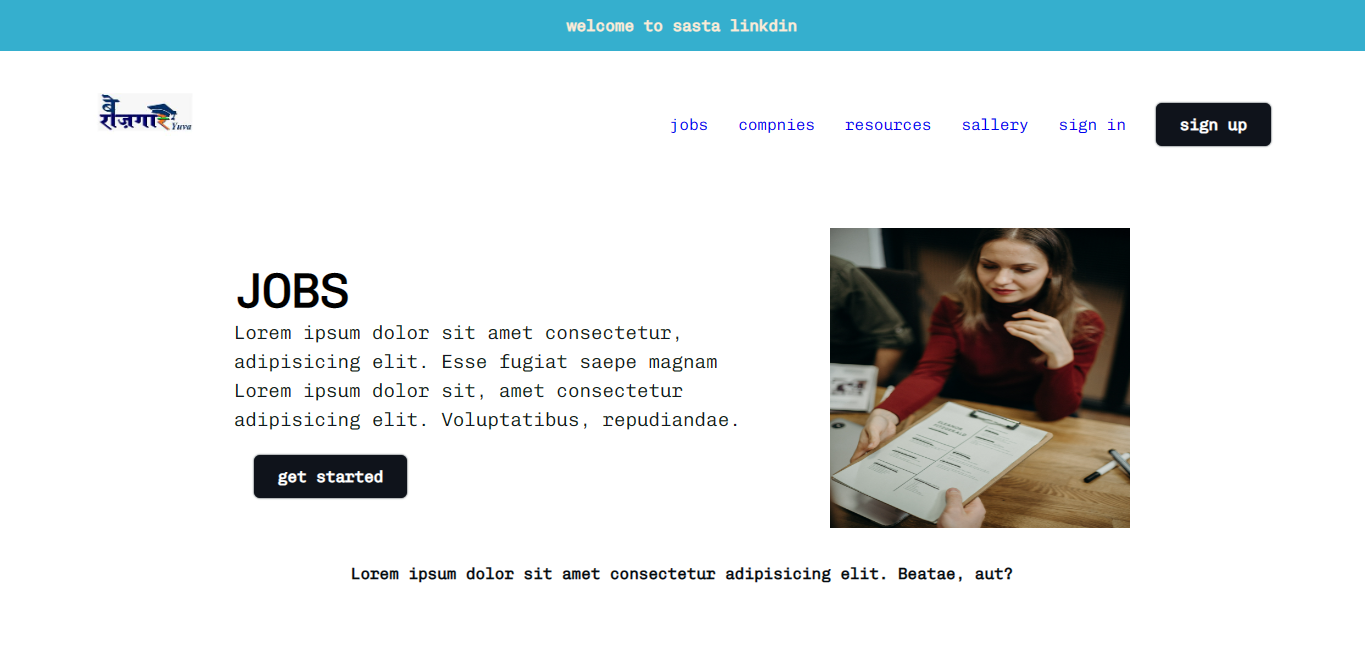 welcome to sasta linkdin
बेरोज़गार
Yuva
jobs compnies resources sallery sign in sign up
JOBS
Lorem ipsum dolor sit amet consectetur,
adipisicing elit. Esse fugiat saepe magnam
Lorem ipsum dolor sit, amet consectetur
adipisicing elit. Voluptatibus, repudiandae.
get started
Lorem ipsum dolor sit amet consectetur adipisicing elit. Beatae, aut?